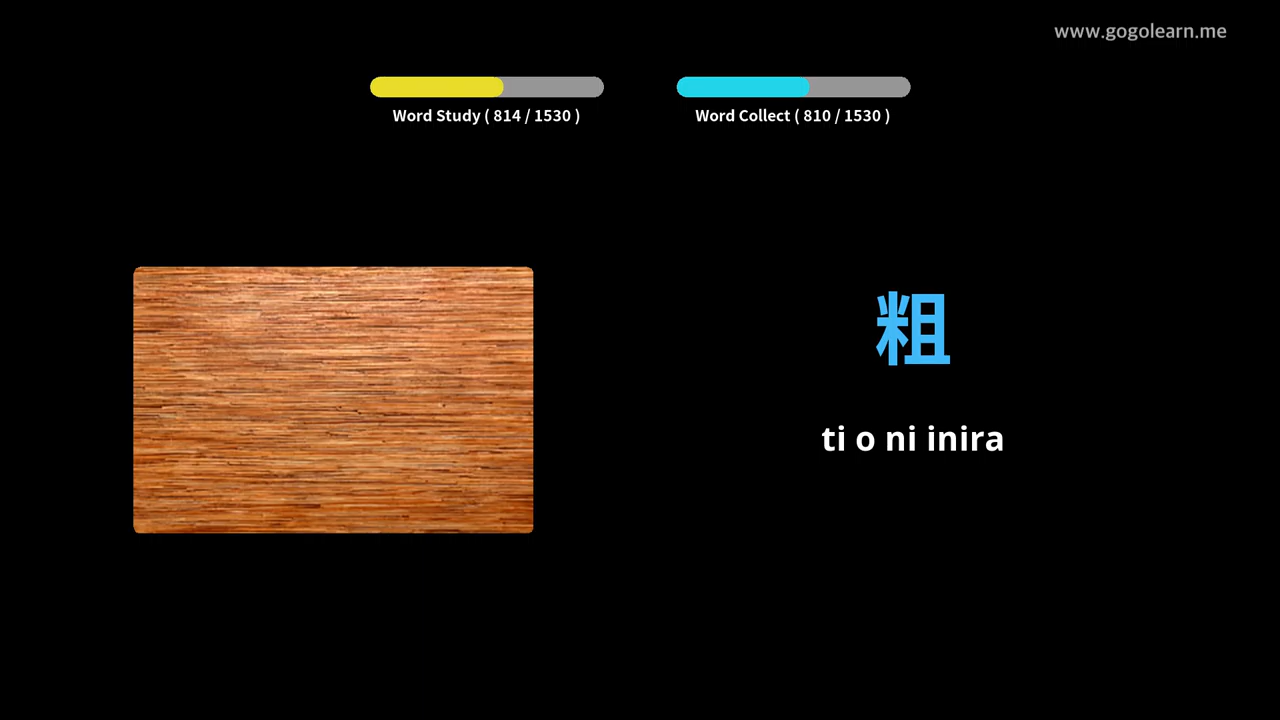 www.gogolearn.me
Word Study ( 814 / 1530 )
Word Collect ( 810 / 1530 )
粗
ti o ni inira